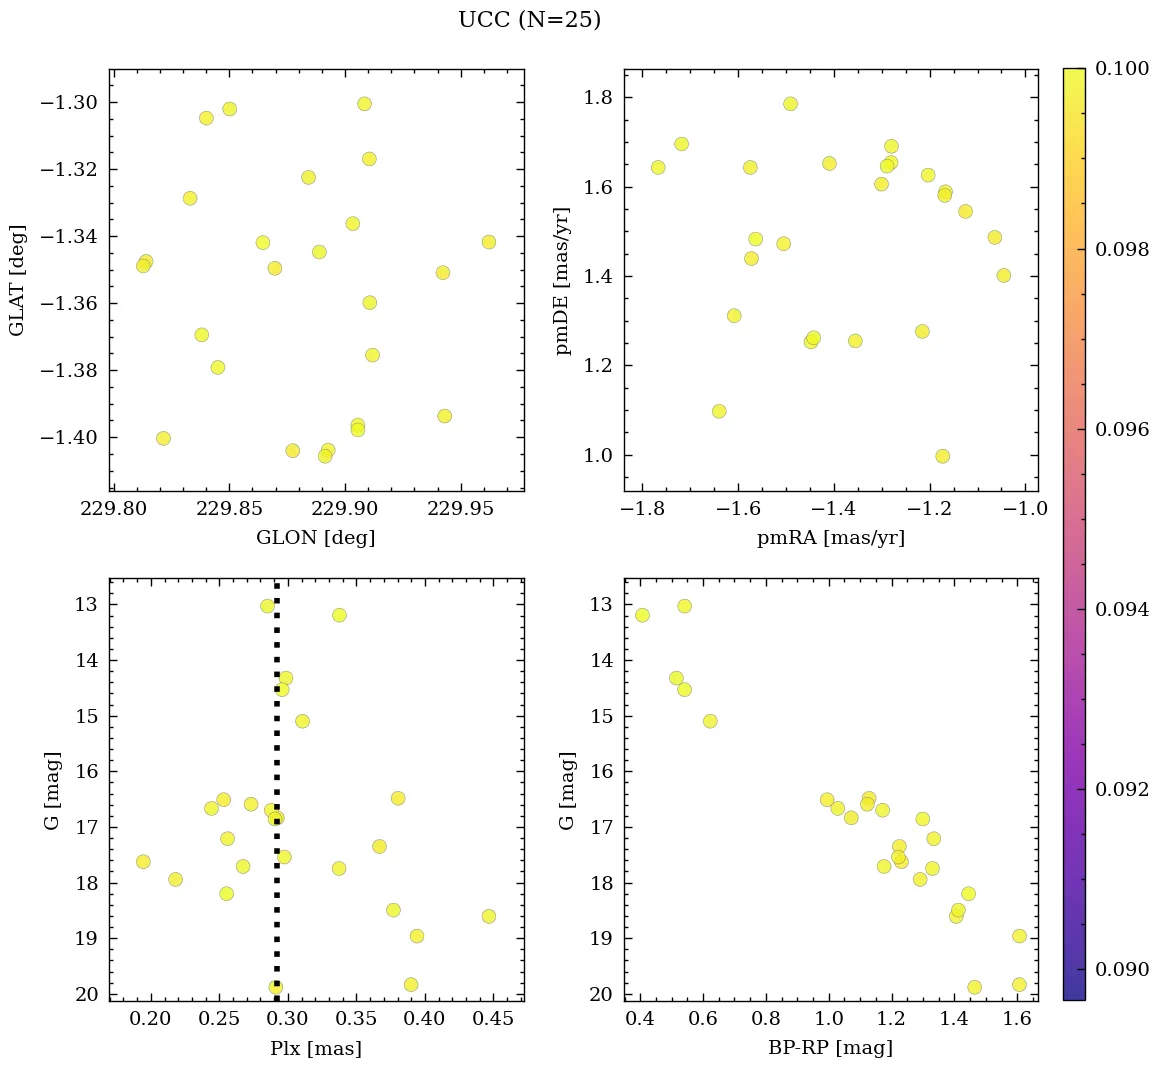 UCC (N=25)
−1.30
−1.32
−1.34
−1.36
−1.38
−1.40
GLAT [deg]
229.80 229.85 229.90 229.95
GLON [deg]
1.8
1.6
1.4
1.2
1.0
pmDE [mas/yr]
−1.8 −1.6 −1.4 −1.2 −1.0
pmRA [mas/yr]
13
14
15
16
17
18
19
20
G [mag]
0.20 0.25 0.30 0.35 0.40 0.45
Plx [mas]
13
14
15
16
17
18
19
20
G [mag]
0.4 0.6 0.8 1.0 1.2 1.4 1.6
BP-RP [mag]
0.100
0.098
0.096
0.094
0.092
0.090